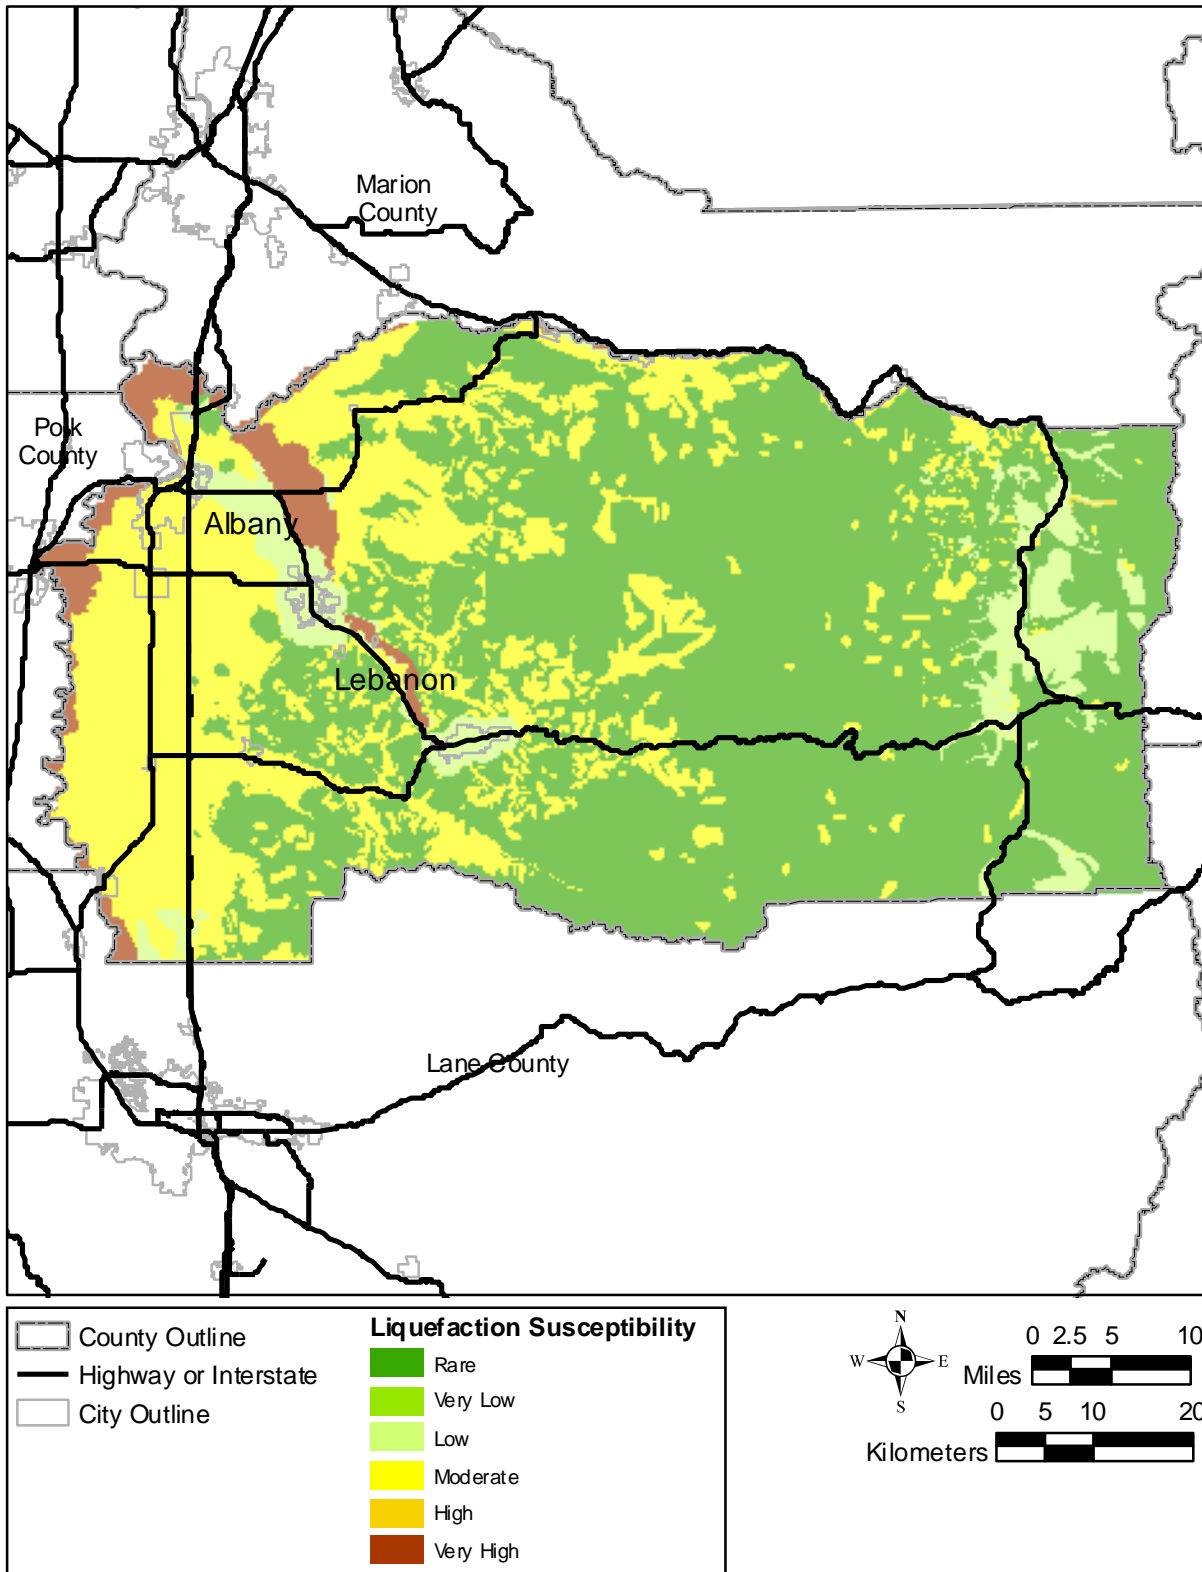 Marion
County
Polk
County
Albany
Lebanon
Lane County
County Outline
Highway or Interstate
City Outline
Liquefaction Susceptibility
Rare
Very Low
Low
Moderate
High
Very High
N
W
E
S
0 2.5 5 10
Miles
0 5 10 20
Kilometers